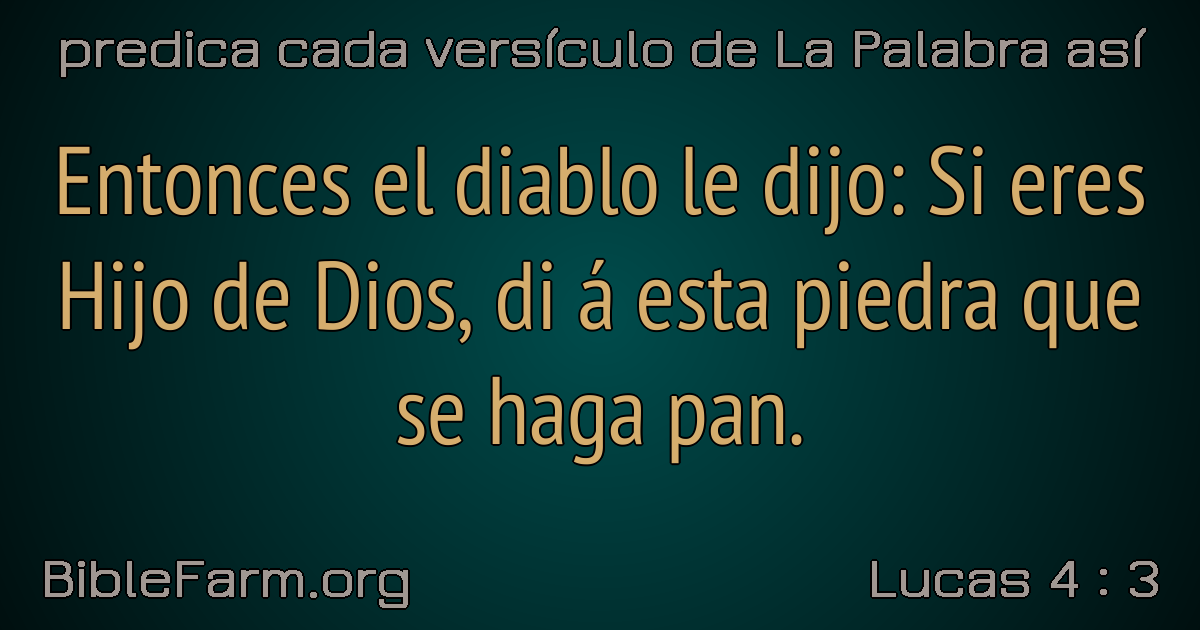 predica cada versículo de La Palabra así
Entonces el diablo le dijo: Si eres
Hijo de Dios, di á esta piedra que
se haga pan.
BibleFarm.org
Lucas 4 : 3